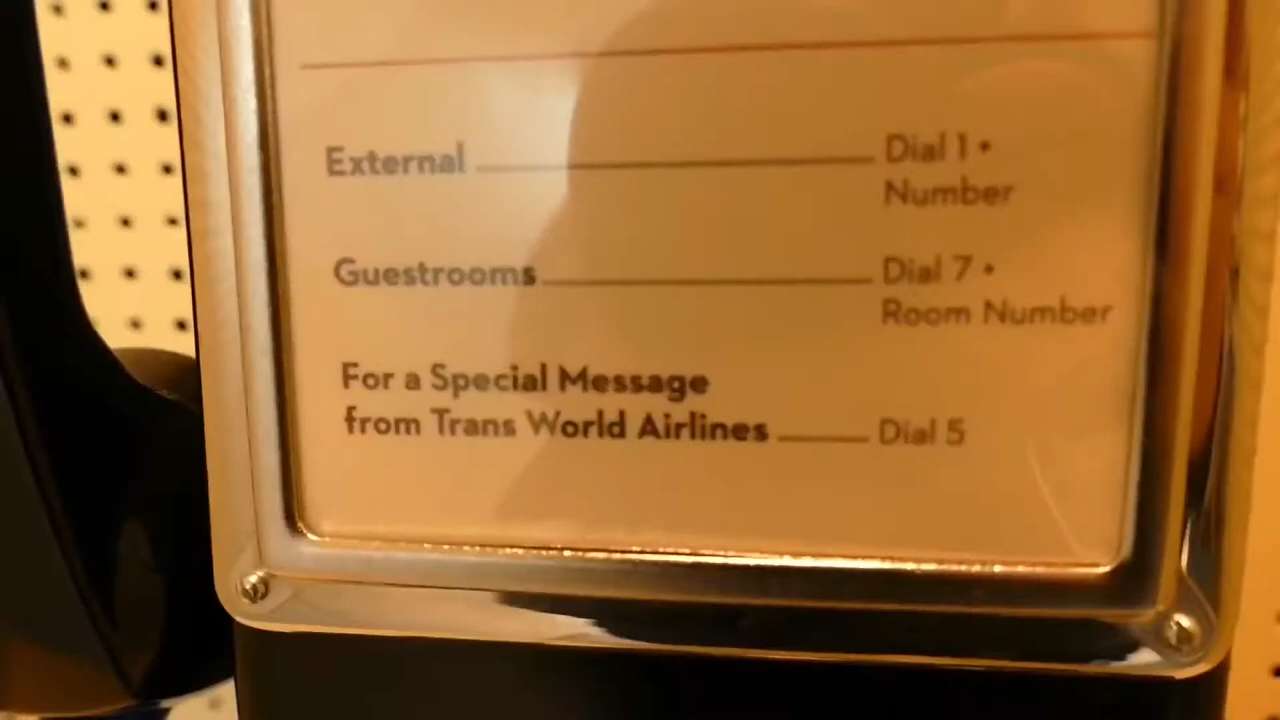 External Dial 1 •
Number
Guestrooms Dial 7 •
Room Number
For a Special Message
from Trans World Airlines Dial 5